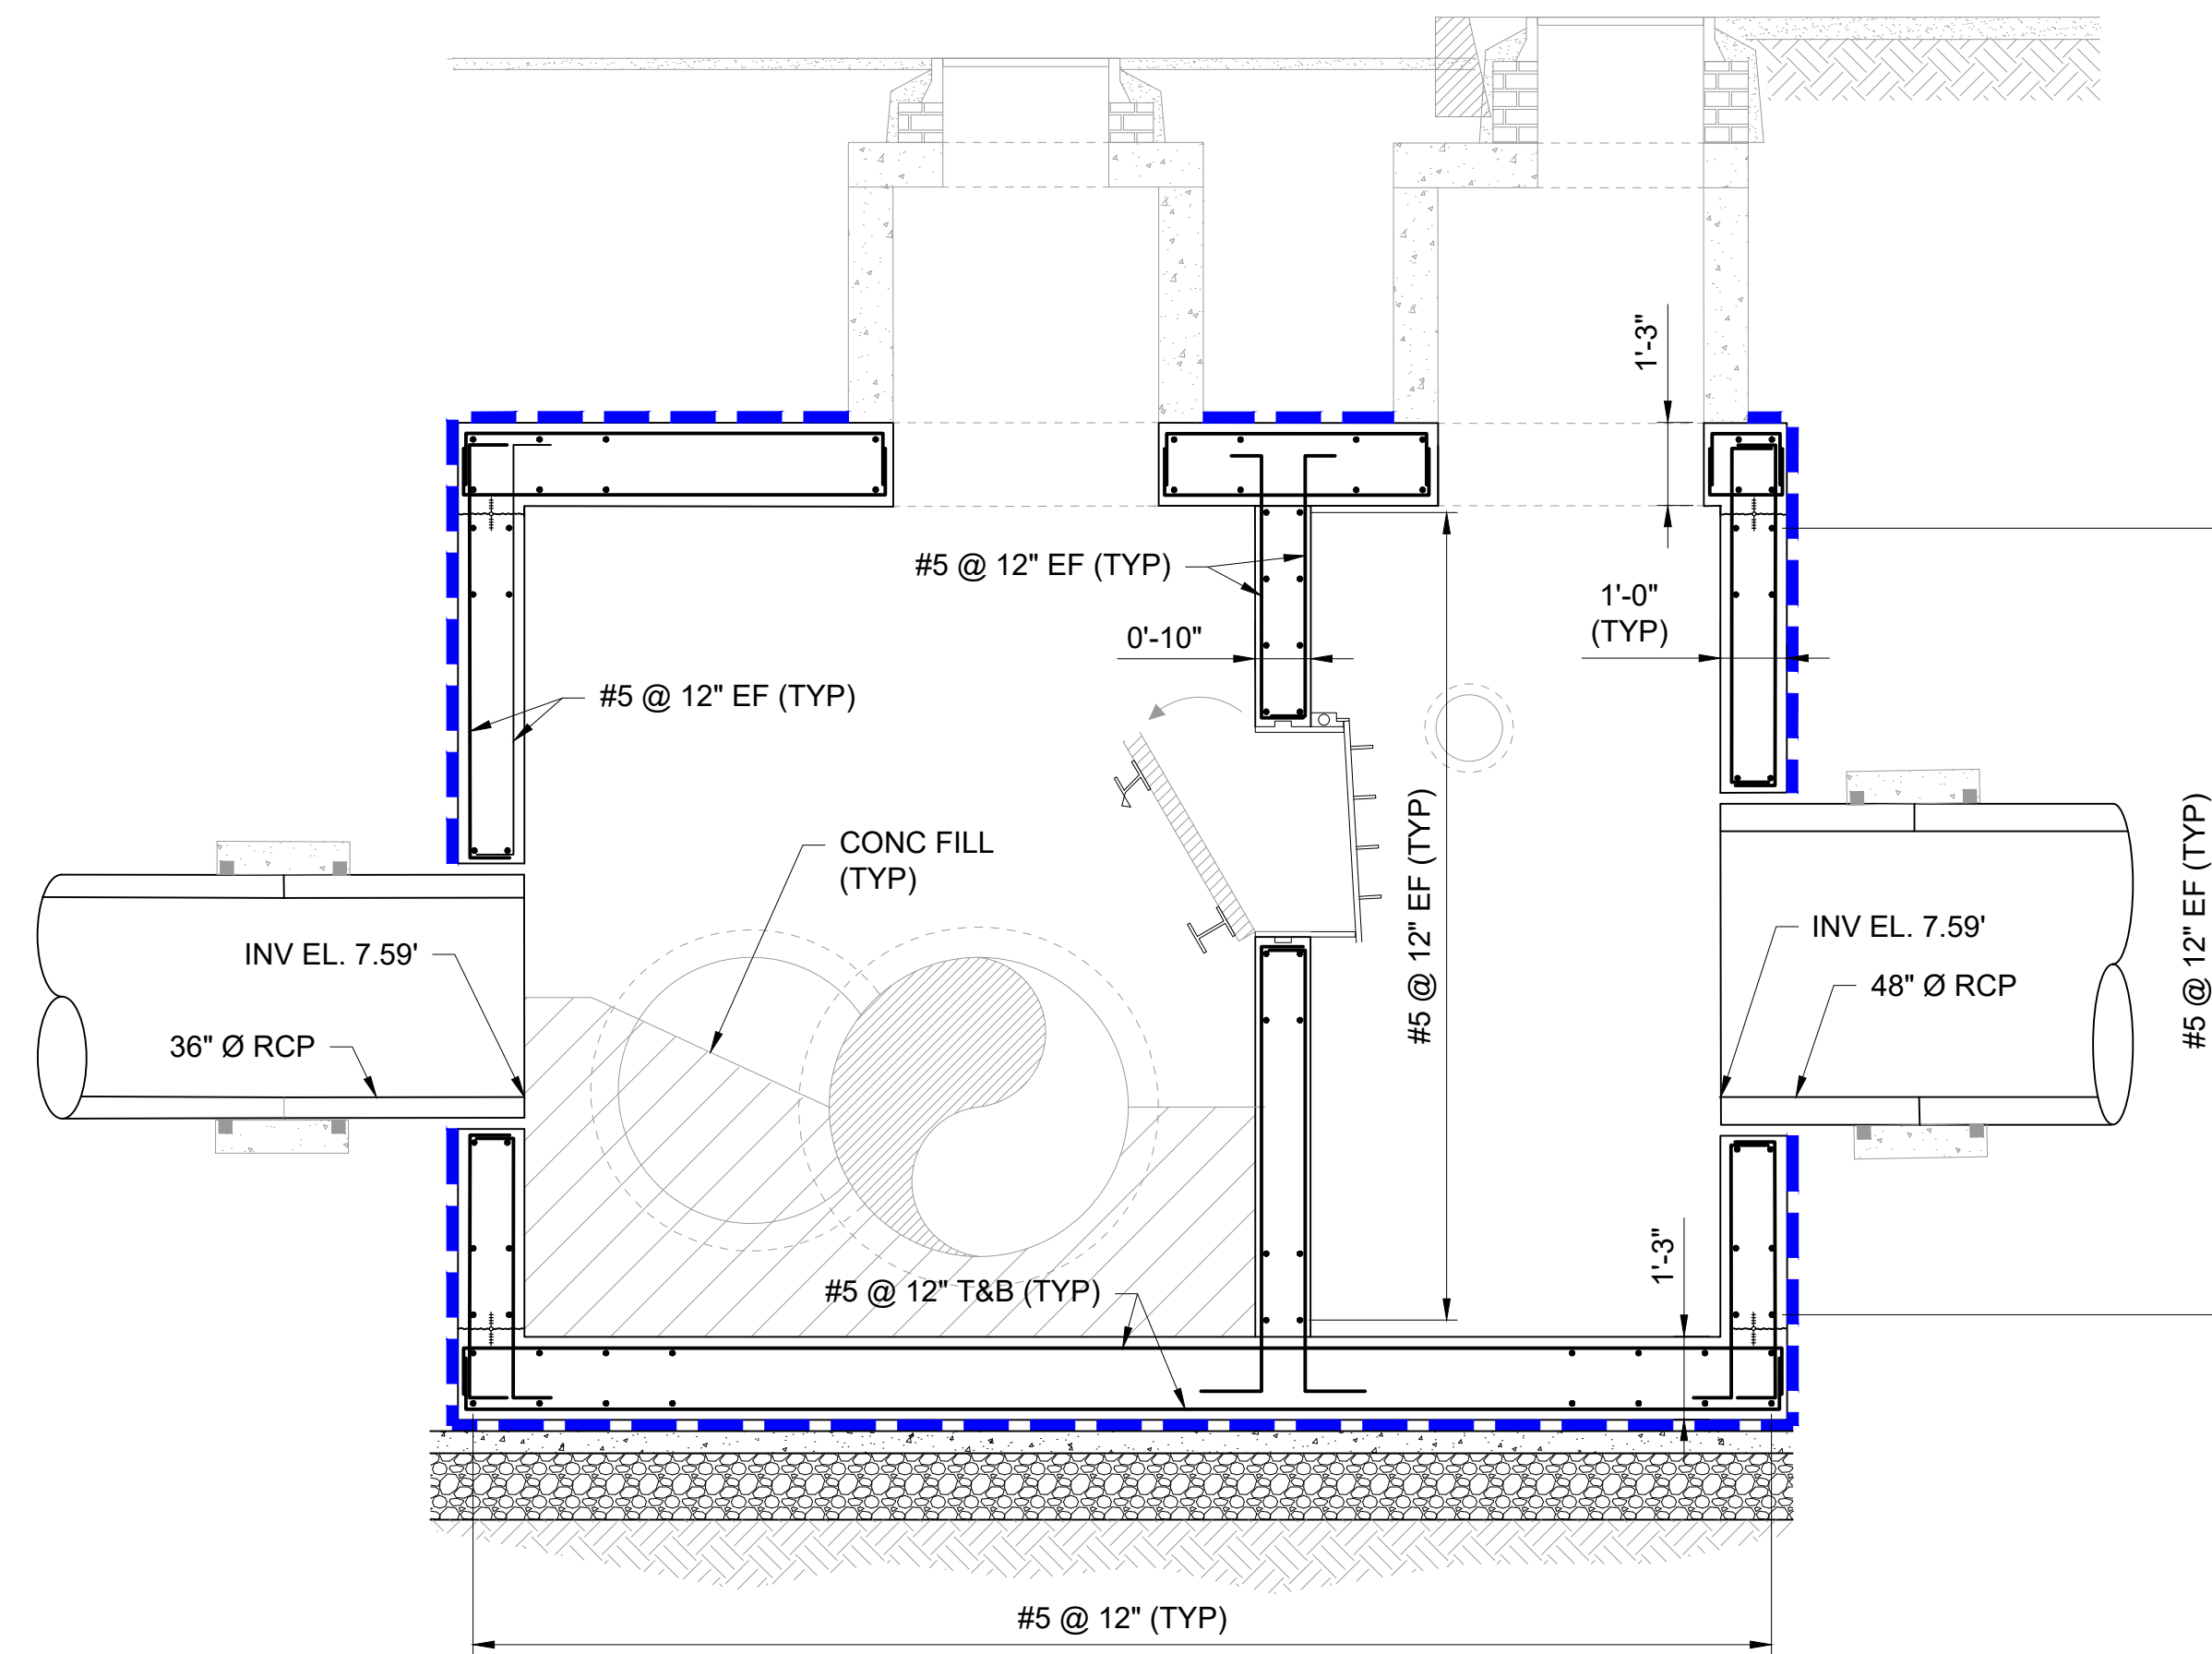 1'-3"
#5 @ 12" EF (TYP)
1'-0"
(TYP)
0'-10"
#5 @ 12" EF (TYP)
CONC FILL
(TYP)
#5 @ 12" EF (TYP)
#5 @ 12" EF (TYP)
INV EL. 7.59'
INV EL. 7.59'
48" Ø RCP
36" Ø RCP
1'-3"
#5 @ 12" T&B (TYP)
#5 @ 12" (TYP)